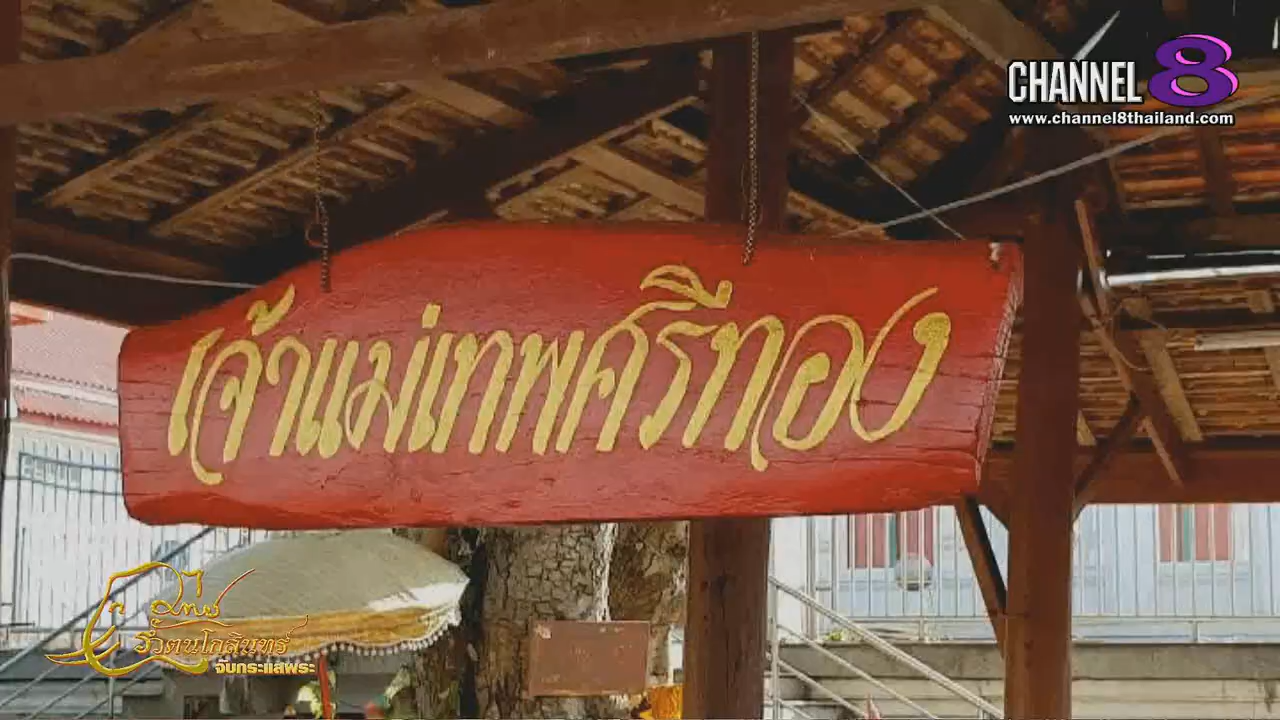 CHANNEL 8
www.channel8thailand.com
เจ้าแม่เทพศรีทอง
รัตนโกสินทร์
จับกระแสพระ